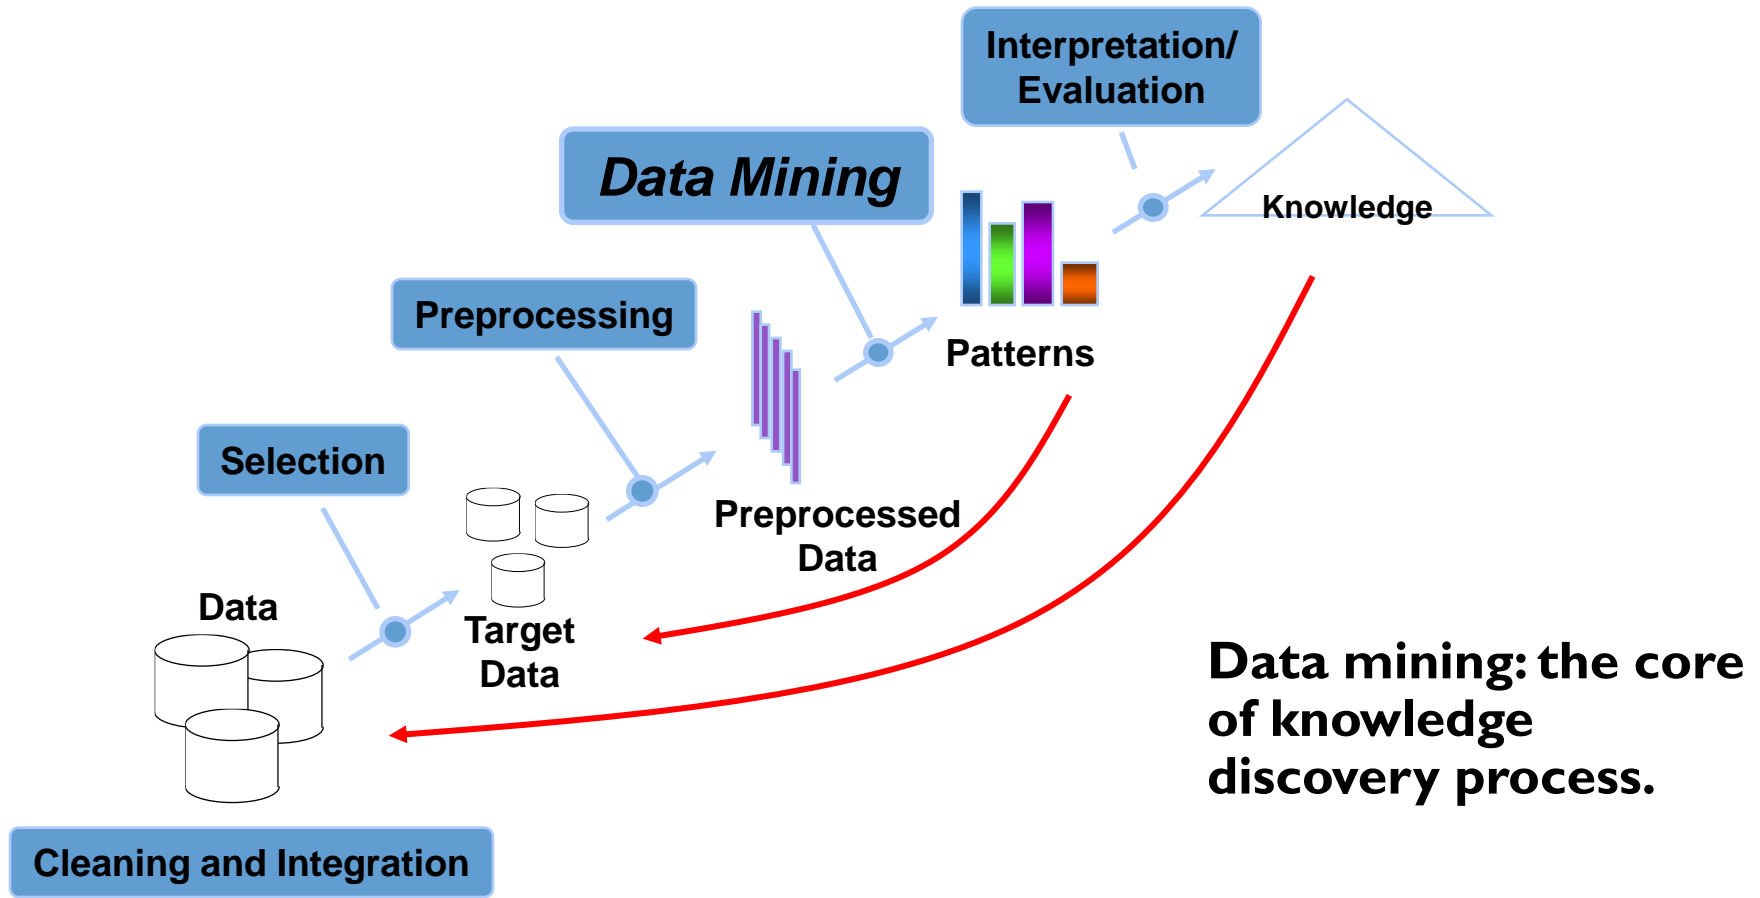 Interpretation/
Evaluation
Data Mining
Knowledge
Preprocessing
Patterns
Selection
Preprocessed
Data
Data
Target
Data
Data mining: the core
of knowledge
discovery process.
Cleaning and Integration